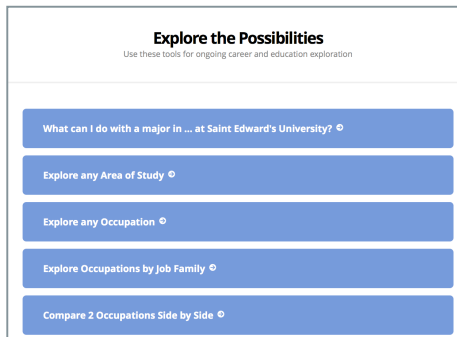 Explore the Possibilities
Use these tools for ongoing career and education exploration
What can I do with a major in ... at Saint Edward's University?
Explore any Area of Study
Explore any Occupation
Explore Occupations by Job Family
Compare 2 Occupations Side by Side